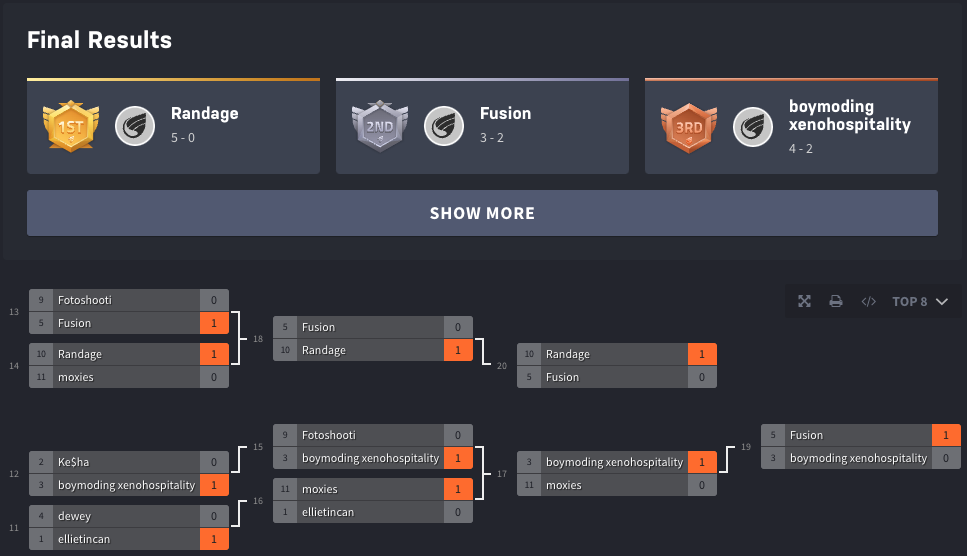 Final Results
1ST
Randage
5 - 0
2ND
Fusion
3 - 2
3RD
boymoding
xenohospitality
4 - 2
SHOW MORE
TOP 8
13
9 Fotoshooti 0
5 Fusion 1
14
10 Randage 1
11 moxies 0
18
5 Fusion 0
10 Randage 1
20
10 Randage 1
5 Fusion 0
12
2 Ke$ha 0
3 boymoding xenohospitality 1
11
4 dewey 0
1 ellietincan 1
15
9 Fotoshooti 0
3 boymoding xenohospitality 1
16
11 moxies 1
1 ellietincan 0
17
3 boymoding xenohospitality 1
11 moxies 0
19
5 Fusion 1
3 boymoding xenohospitality 0